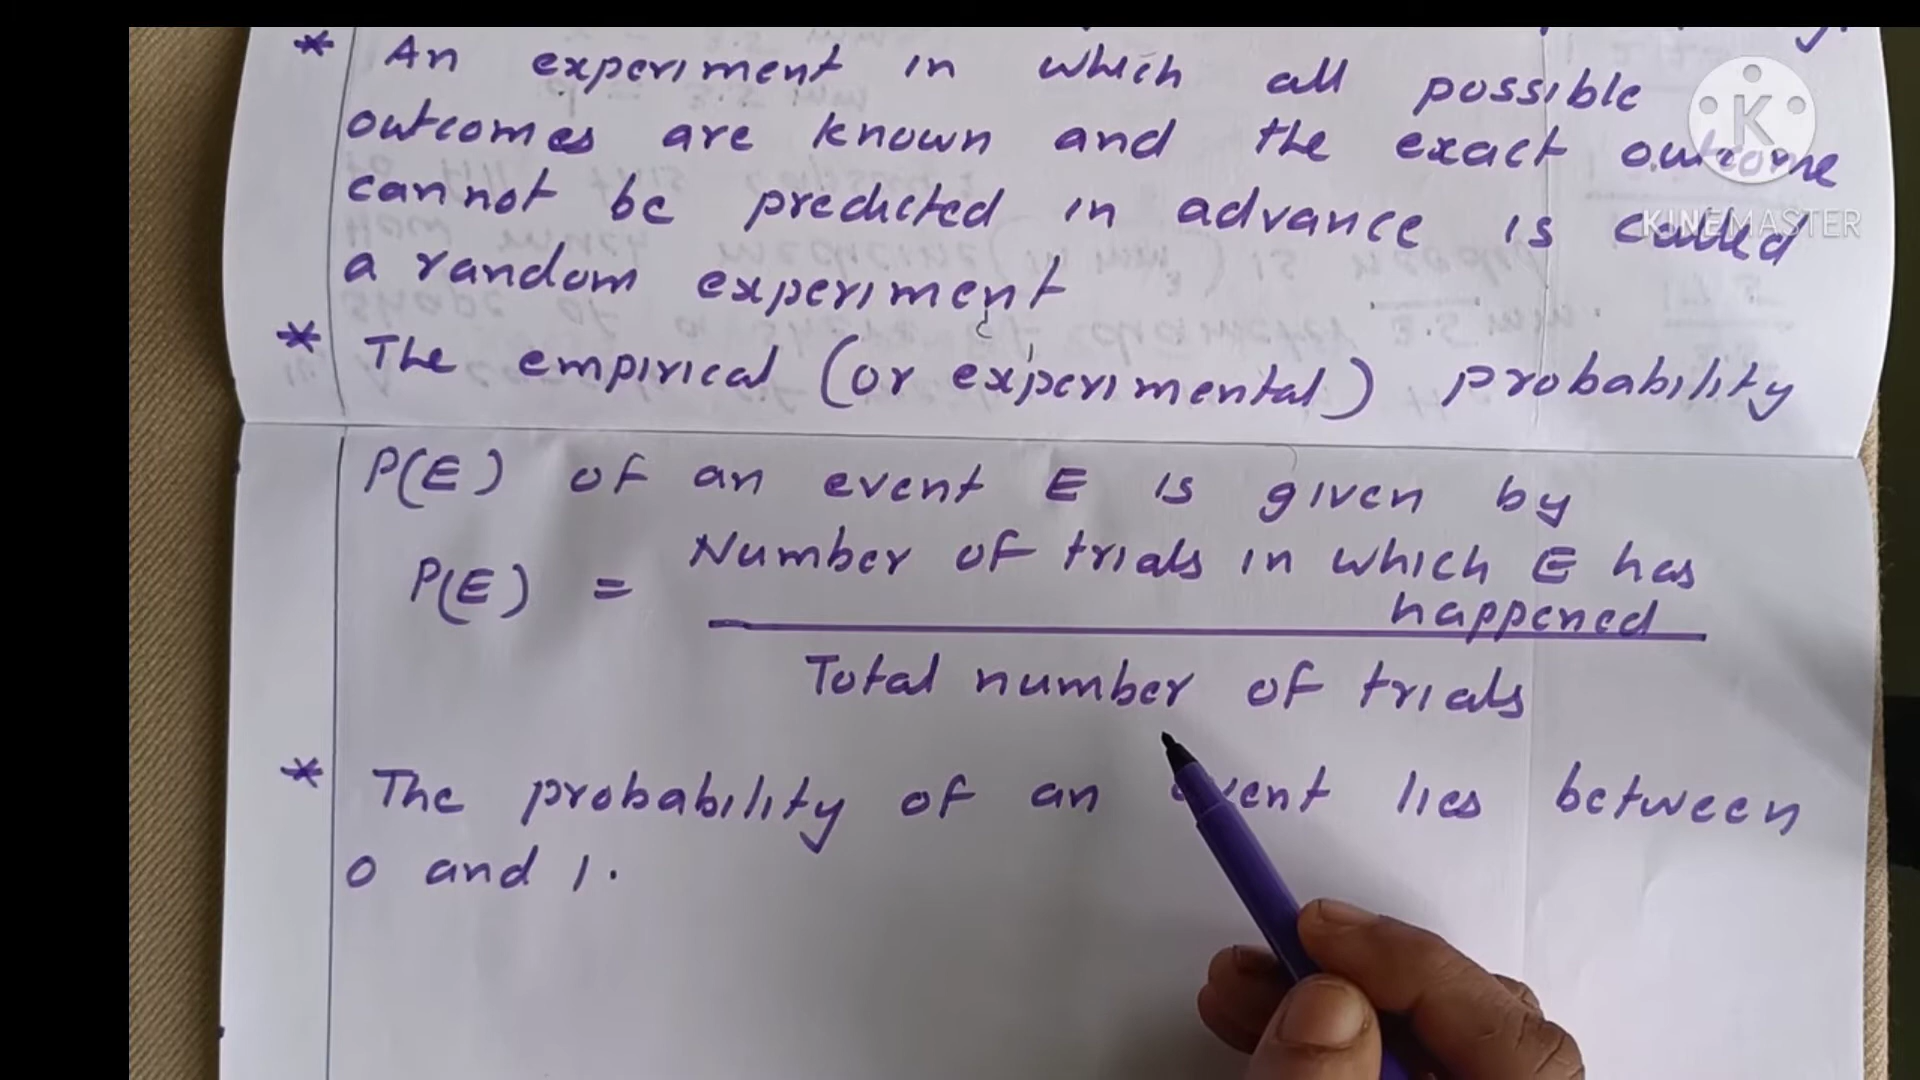 * An experiment in which all possible
outcomes are known and the exact outcome
cannot be predicted in advance is called
a random experiment
* The empirical (or experimental) probability
P(E) of an event E is given by
P(E) = Number of trials in which E has
happened
Total number of trials
* The probability of an event lies between
0 and 1.
K
KINEMASTER